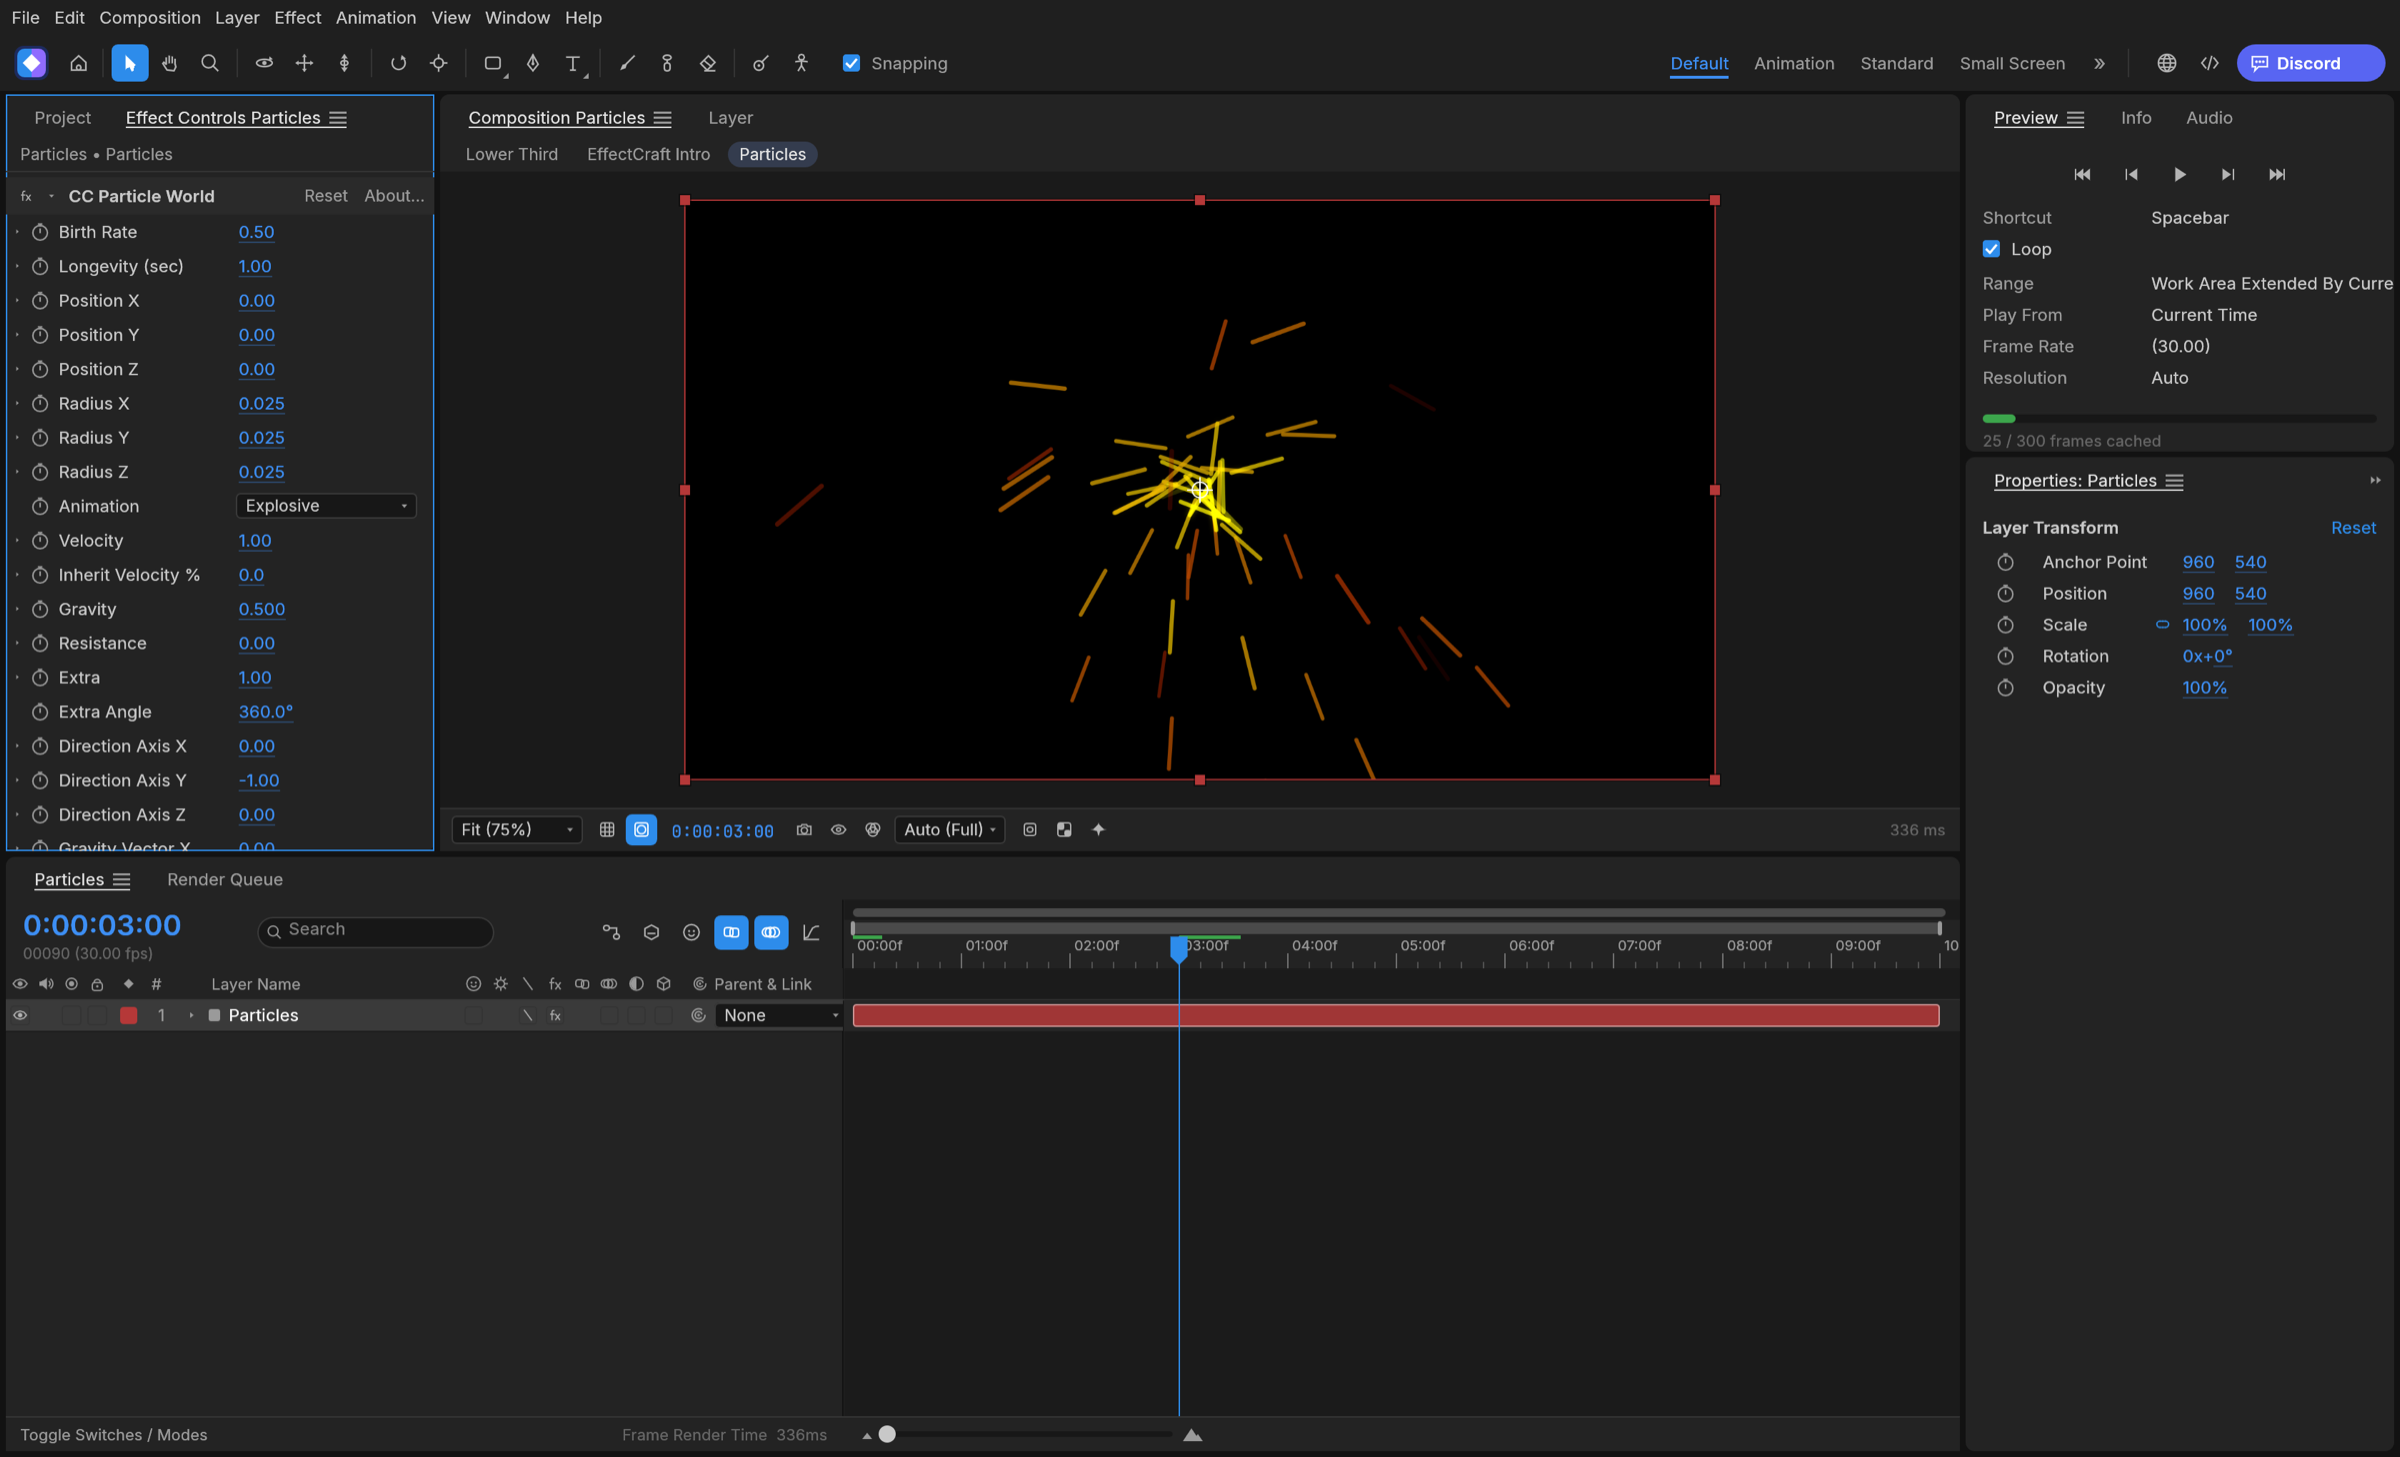 File Edit Composition Layer Effect Animation View Window Help
Snapping
Default Animation Standard Small Screen
Discord
Project Effect Controls Particles
Particles • Particles
fx CC Particle World Reset About...
Birth Rate 0.50
Longevity (sec) 1.00
Position X 0.00
Position Y 0.00
Position Z 0.00
Radius X 0.025
Radius Y 0.025
Radius Z 0.025
Animation Explosive
Velocity 1.00
Inherit Velocity % 0.0
Gravity 0.500
Resistance 0.00
Extra 1.00
Extra Angle 360.0°
Direction Axis X 0.00
Direction Axis Y -1.00
Direction Axis Z 0.00
Gravity Vector X 0.00
Composition Particles Layer
Lower Third EffectCraft Intro Particles
Fit (75%) 0:00:03:00 Auto (Full) 336 ms
Preview Info Audio
Shortcut Spacebar
Loop
Range Work Area Extended By Curre
Play From Current Time
Frame Rate (30.00)
Resolution Auto
25 / 300 frames cached
Properties: Particles
Layer Transform Reset
Anchor Point 960 540
Position 960 540
Scale 100% 100%
Rotation 0x+0°
Opacity 100%
Particles Render Queue
0:00:03:00 Search
00090 (30.00 fps)
00:00f 01:00f 02:00f 03:00f 04:00f 05:00f 06:00f 07:00f 08:00f 09:00f 10
# Layer Name fx Parent & Link
1 Particles fx None
Toggle Switches / Modes Frame Render Time 336ms